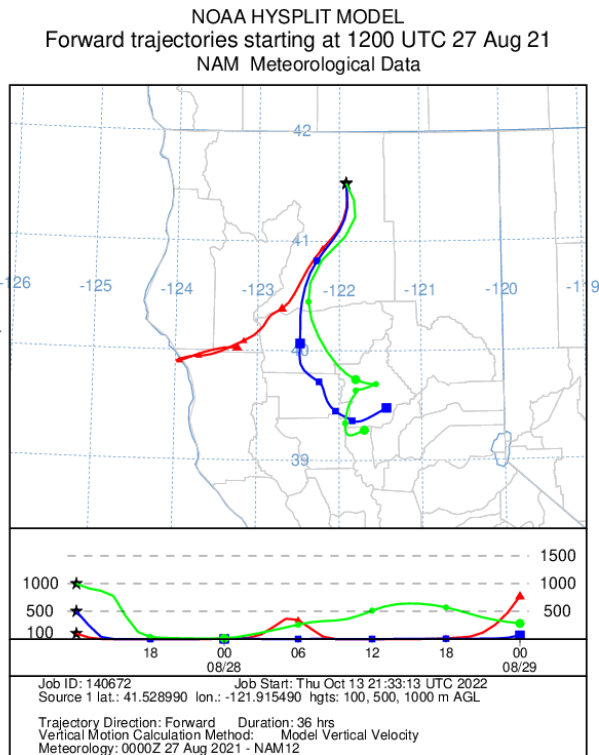 NOAA HYSPLIT MODEL
Forward trajectories starting at 1200 UTC 27 Aug 21
NAM Meteorological Data
42
41
-126 -125 -124 -123 -122 -121 -120 -119
40
39
1500
1000 1000
500 500
100
18 00 06 12 18 00
08/28 08/29
Job ID: 140672 Job Start: Thu Oct 13 21:33:13 UTC 2022
Source 1 lat.: 41.528990 lon.: -121.915490 hgts: 100, 500, 1000 m AGL
Trajectory Direction: Forward Duration: 36 hrs
Vertical Motion Calculation Method: Model Vertical Velocity
Meteorology: 0000Z 27 Aug 2021 - NAM12